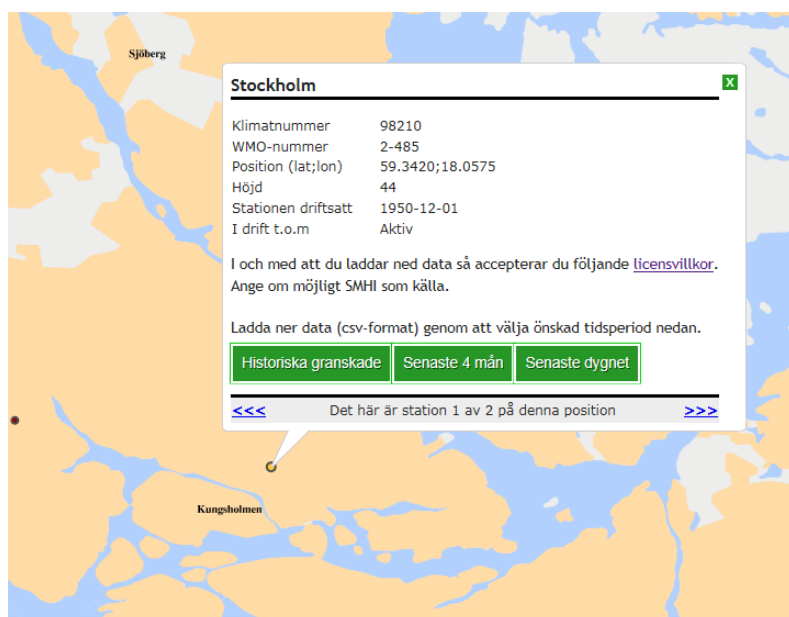 Sjöberg
Stockholm
X
Klimatnummer 98210
WMO-nummer 2-485
Position (lat;lon) 59.3420;18.0575
Höjd 44
Stationen driftsatt 1950-12-01
I drift t.o.m Aktiv
I och med att du laddar ned data så accepterar du följande licensvillkor.
Ange om möjligt SMHI som källa.
Ladda ner data (csv-format) genom att välja önskad tidsperiod nedan.
Historiska granskade Senaste 4 mån Senaste dygnet
<<< Det här är station 1 av 2 på denna position >>>
Kungsholmen